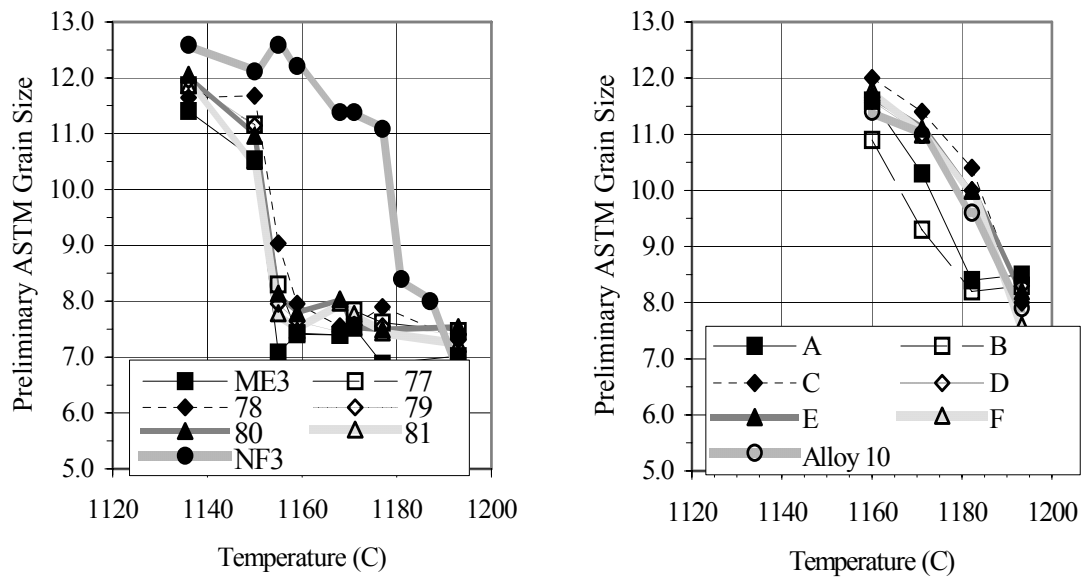 Preliminary ASTM Grain Size
13.0
12.0
11.0
10.0
9.0
8.0
7.0
6.0
5.0
ME3 77
78 79
80 81
NF3
1120 1140 1160 1180 1200
Temperature (C)
Preliminary ASTM Grain Size
13.0
12.0
11.0
10.0
9.0
8.0
7.0
6.0
5.0
A B
C D
E F
Alloy 10
1120 1140 1160 1180 1200
Temperature (C)